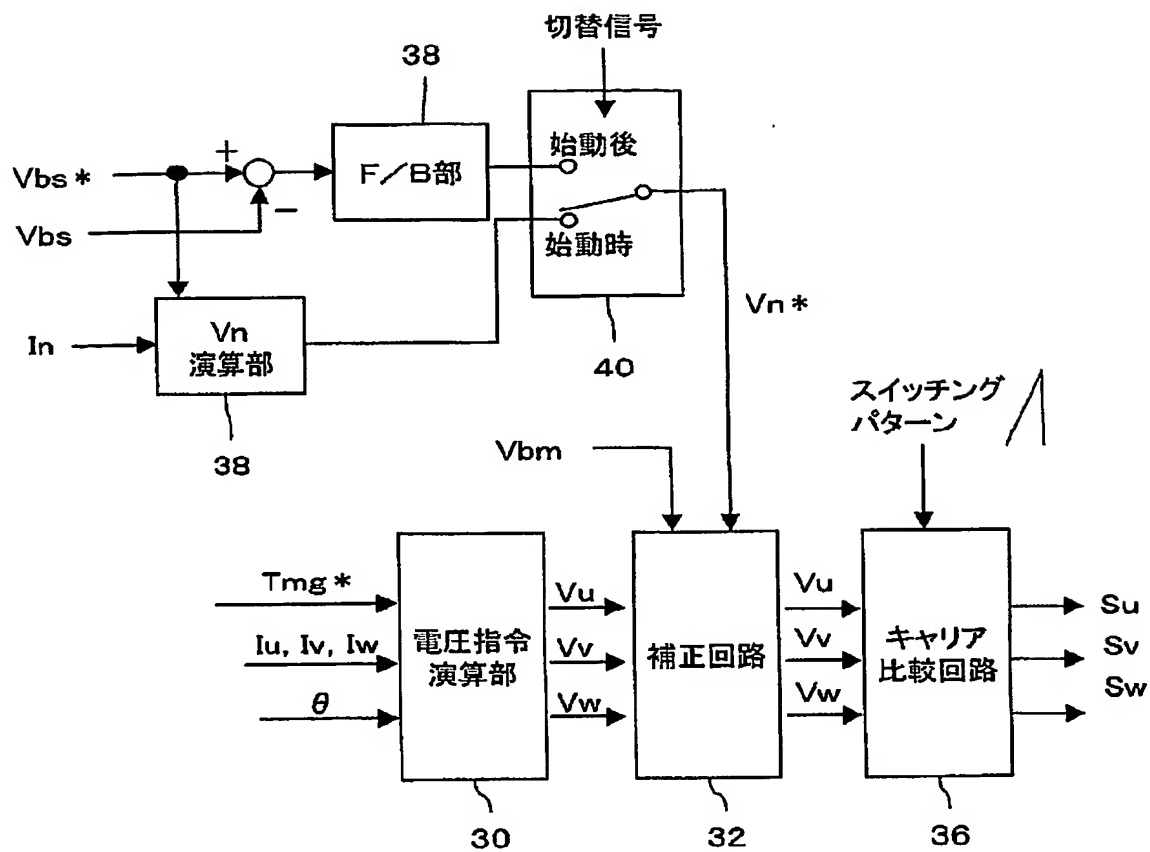 切替信号
38
始動後
Vbs*
+
F/B部
Vbs
-
始動時
In
Vn
演算部
38
40
Vn*
スイッチング
パターン
Vbm
Tmg*
Iu, Iv, Iw
θ
電圧指令
演算部
Vu
Vv
Vw
補正回路
Vu
Vv
Vw
キャリア
比較回路
Su
Sv
Sw
30
32
36